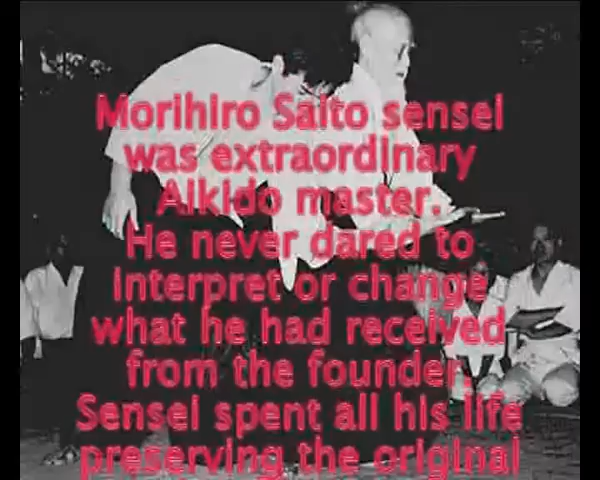 Morihiro Saito sensei
was extraordinary
Aikido master.
He never dared to
interpret or change
what he had received
from the founder.
Sensei spent all his life
preserving the original